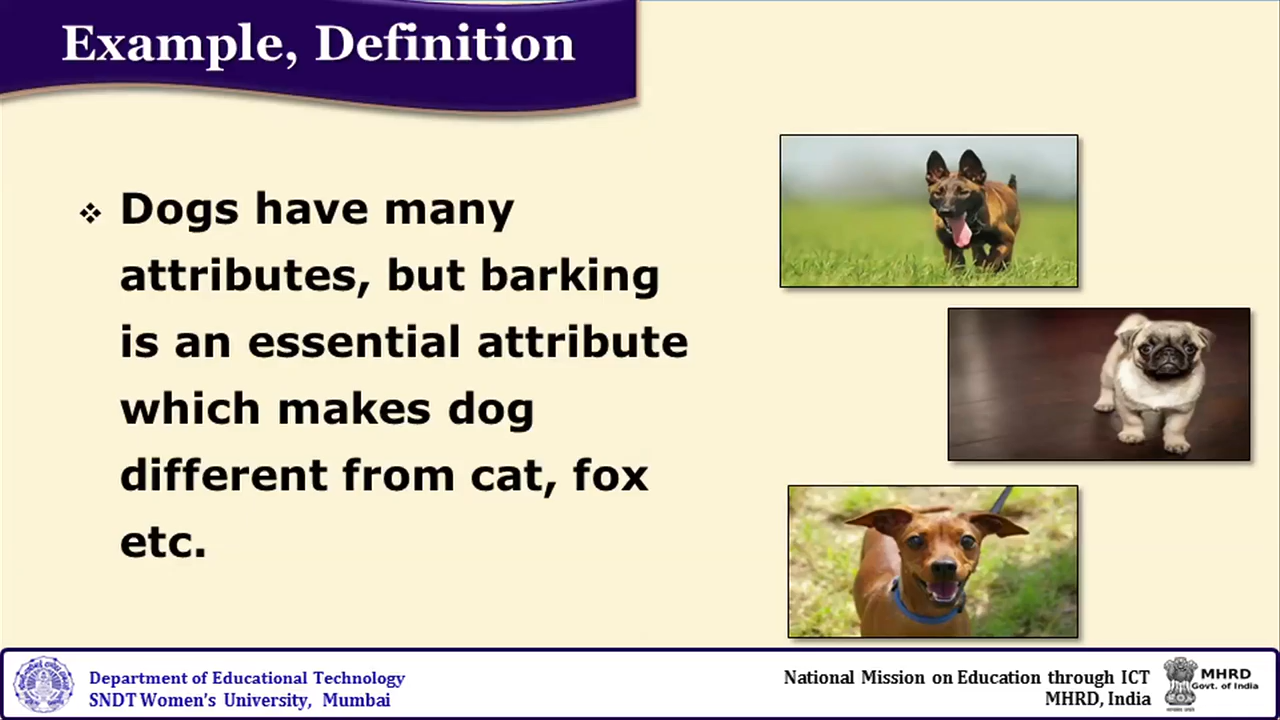 Example, Definition
❖ Dogs have many
attributes, but barking
is an essential attribute
which makes dog
different from cat, fox
etc.
Department of Educational Technology
SNDT Women's University, Mumbai
National Mission on Education through ICT
MHRD, India
MHRD
Govt. of India